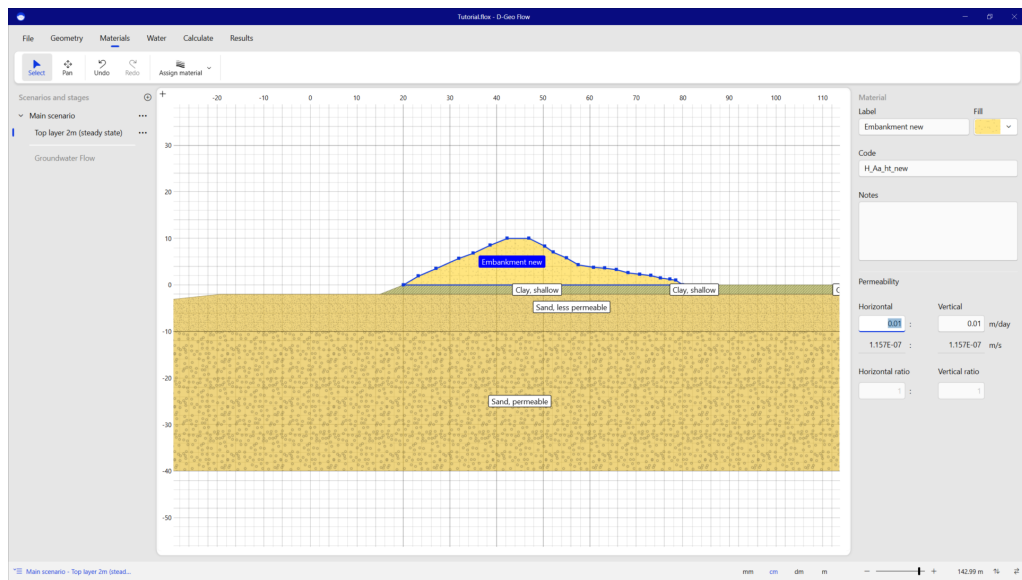 Tutorial.flox - D-Geo Flow
File Geometry Materials Water Calculate Results
Select Pan Undo Redo Assign material
Scenarios and stages
Main scenario
Top layer 2m (steady state)
Groundwater Flow
-20 -10 0 10 20 30 40 50 60 70 80 90 100 110
30
20
10
0
-10
-20
-30
-40
-50
Embankment new
Clay, shallow
Clay, shallow
C
Sand, less permeable
Sand, permeable
Material
Label Fill
Embankment new
Code
H_Aa_ht_new
Notes
Permeability
Horizontal Vertical
0.01 : 0.01 m/day
1.157E-07 : 1.157E-07 m/s
Horizontal ratio Vertical ratio
1 : 1
Main scenario - Top layer 2m (stead...
mm cm dm m
142.99 m